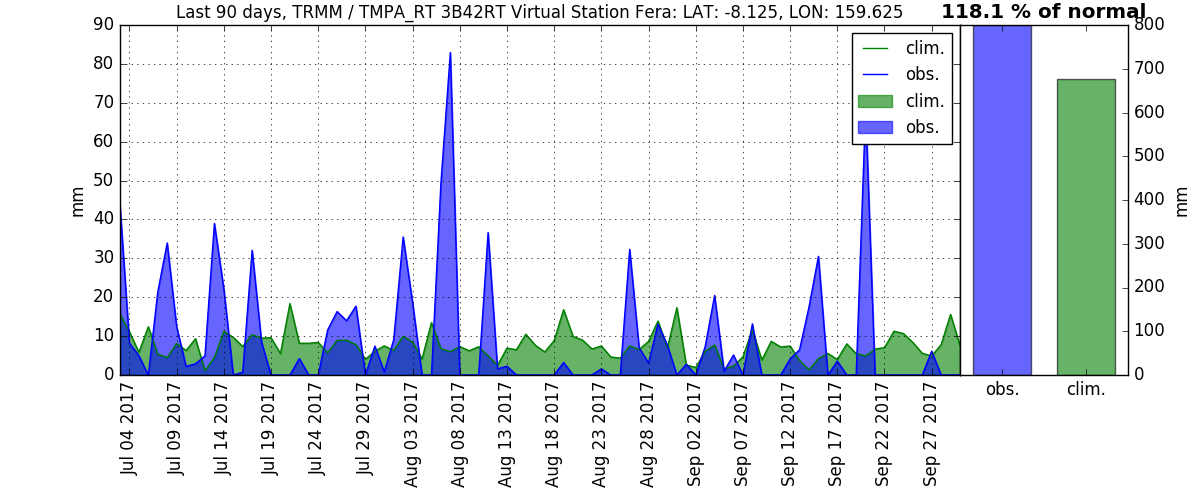 Last 90 days, TRMM / TMPA_RT 3B42RT Virtual Station Fera: LAT: -8.125, LON: 159.625
118.1 % of normal
mm
90
80
70
60
50
40
30
20
10
0
clim.
obs.
clim.
obs.
Jul 04 2017
Jul 09 2017
Jul 14 2017
Jul 19 2017
Jul 24 2017
Jul 29 2017
Aug 03 2017
Aug 08 2017
Aug 13 2017
Aug 18 2017
Aug 23 2017
Aug 28 2017
Sep 02 2017
Sep 07 2017
Sep 12 2017
Sep 17 2017
Sep 22 2017
Sep 27 2017
obs.
clim.
800
700
600
500
400
300
200
100
0
mm